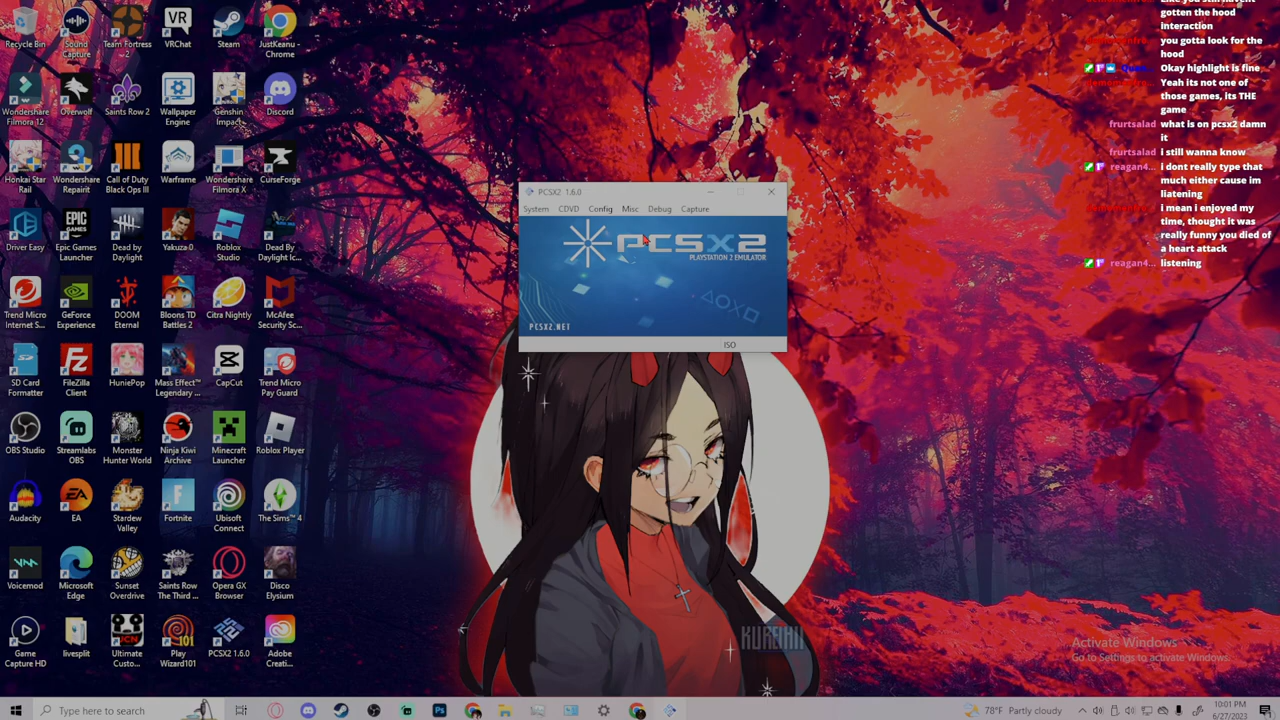 Recycle Bin
Sound
Capture
Team Fortress
2
VRChat
Steam
JustKeanu -
Chrome
Wondershare
Filmora 12
Overwolf
Saints Row 2
Wallpaper
Engine
Genshin
Impact
Discord
Honkai Star
Rail
Wondershare
Repairit
Call of Duty
Black Ops III
Warframe
Wondershare
Filmora X
CurseForge
Driver Easy
Epic Games
Launcher
Dead by
Daylight
Yakuza 0
Roblox
Studio
Dead By
Daylight Ic...
Trend Micro
Internet S...
GeForce
Experience
DOOM
Eternal
Bloons TD
Battles 2
Citra Nightly
McAfee
Security Sc...
SD Card
Formatter
FileZilla
Client
HuniePop
Mass Effect™
Legendary ...
CapCut
Trend Micro
Pay Guard
OBS Studio
Streamlabs
OBS
Monster
Hunter World
Ninja Kiwi
Archive
Minecraft
Launcher
Roblox Player
Audacity
EA
Stardew
Valley
Fortnite
Ubisoft
Connect
The Sims™ 4
Voicemod
Microsoft
Edge
Sunset
Overdrive
Saints Row
The Third ...
Opera GX
Browser
Disco
Elysium
Game
Capture HD
livesplit
Ultimate
Custo...
Play
Wizard101
PCSX2 1.6.0
Adobe
Creati...
PCSX2 1.6.0
System CDVD Config Misc Debug Capture
PCSX2
PLAYSTATION 2 EMULATOR
PCSX2.NET
ISO
gotten the hood
interaction
you gotta look for the
hood
Okay highlight is fine
Yeah its not one of
those games, its THE
game
frurtsalad what is on pcsx2 damn
it
frurtsalad i still wanna know
reagan4... i dont really type that
much either cause im
liatening
i mean i enjoyed my
time, thought it was
really funny you died of
a heart attack
reagan4... listening
KUREAHII
Activate Windows
Go to Settings to activate Windows.
Type here to search
78°F Partly cloudy
10:01 PM
6/27/2023